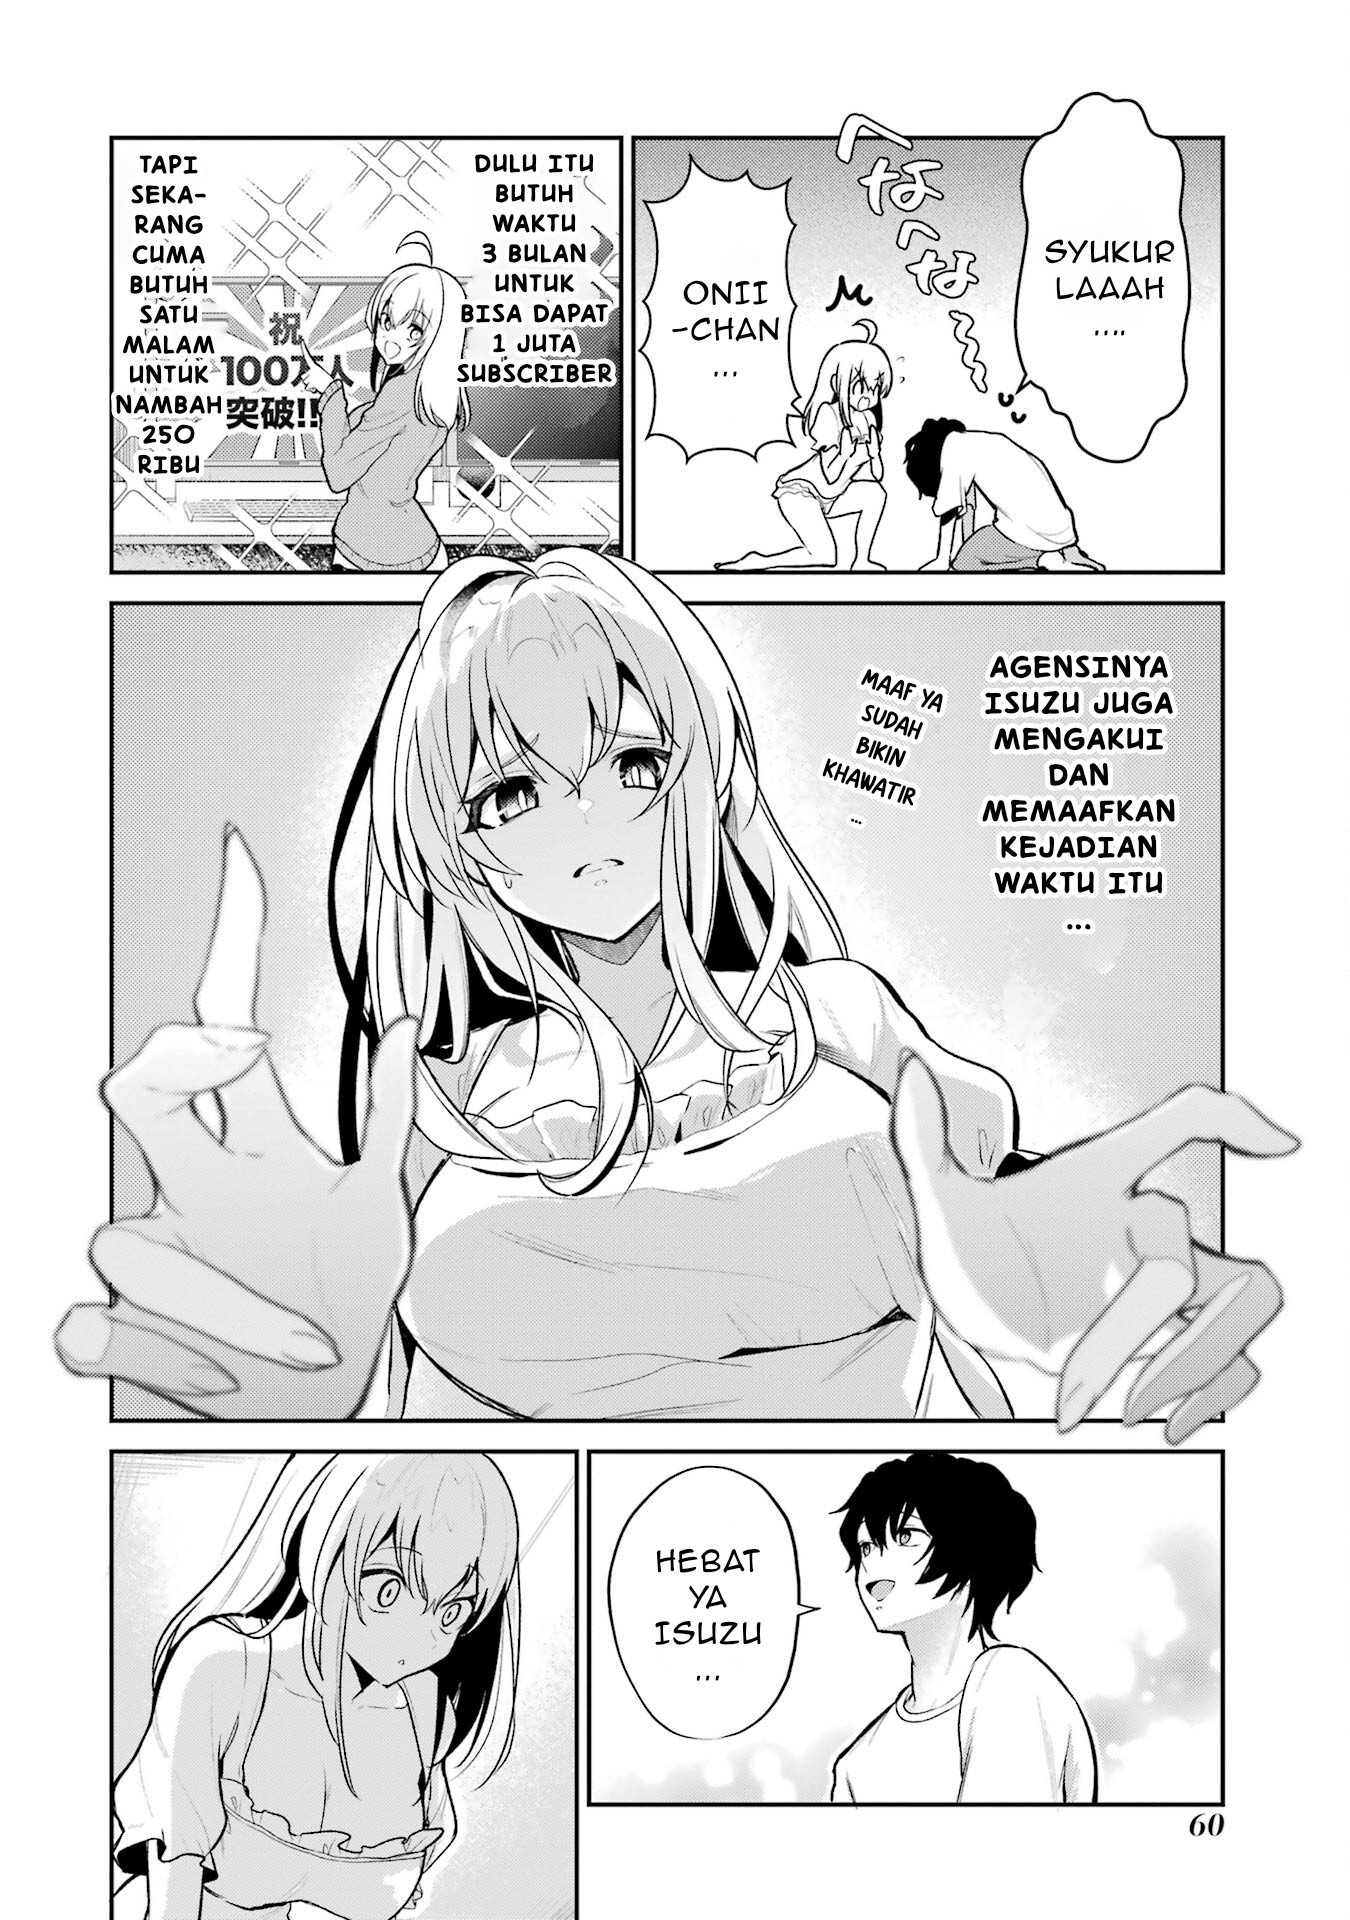 SYUKUR
LAAAH
....
へなへなへな〜
ONII
-CHAN
...
DULU ITU
BUTUH
WAKTU
3 BULAN
UNTUK
BISA DAPAT
1 JUTA
SUBSCRIBER
祝
100万人
突破!!
TAPI
SEKA-
RANG
CUMA
BUTUH
SATU
MALAM
UNTUK
NAMBAH
250
RIBU
AGENSINYA
ISUZU JUGA
MENGAKUI
DAN
MEMAAFKAN
KEJADIAN
WAKTU ITU
...
MAAF YA
SUDAH
BIKIN
KHAWATIR
...
HEBAT
YA
ISUZU
...
60